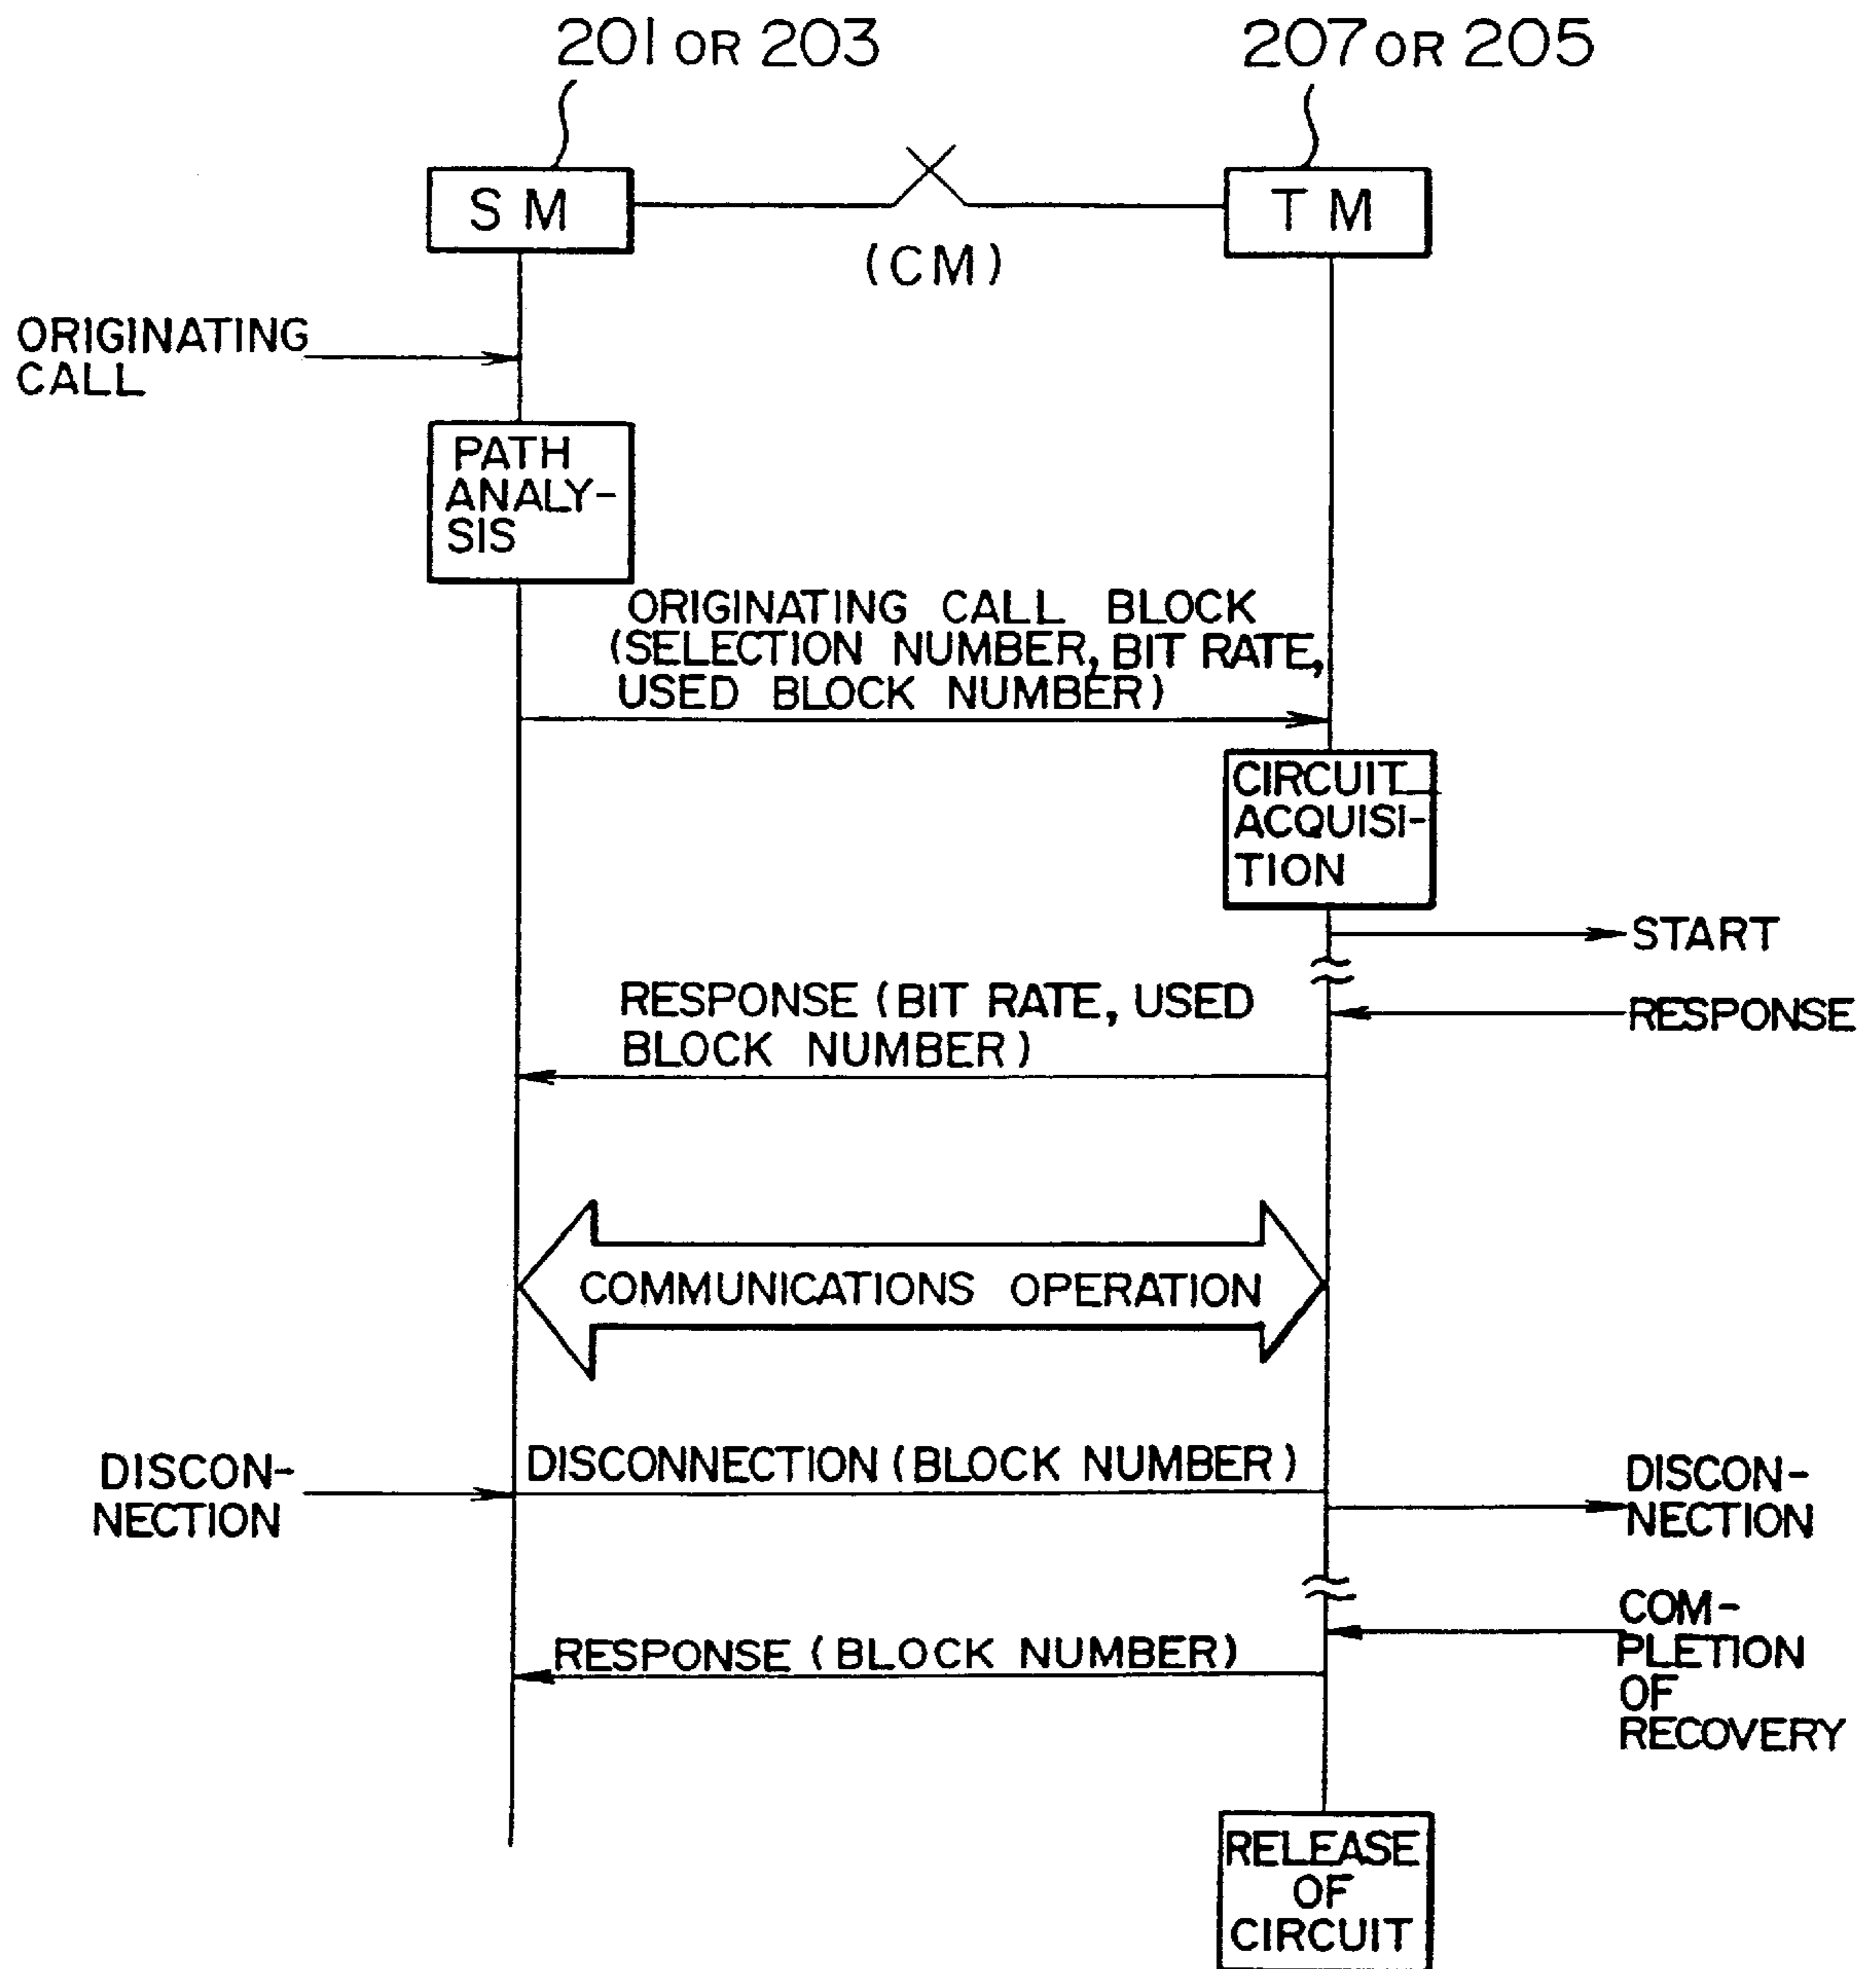 201 OR 203
207 OR 205
S M
T M
(CM)
ORIGINATING
CALL
PATH
ANALY-
SIS
ORIGINATING CALL BLOCK
(SELECTION NUMBER, BIT RATE,
USED BLOCK NUMBER)
CIRCUIT
ACQUISI-
TION
START
RESPONSE
RESPONSE (BIT RATE, USED
BLOCK NUMBER)
COMMUNICATIONS OPERATION
DISCON-
NECTION
DISCONNECTION (BLOCK NUMBER)
DISCON-
NECTION
COM-
PLETION
OF
RECOVERY
RESPONSE (BLOCK NUMBER)
RELEASE
OF
CIRCUIT